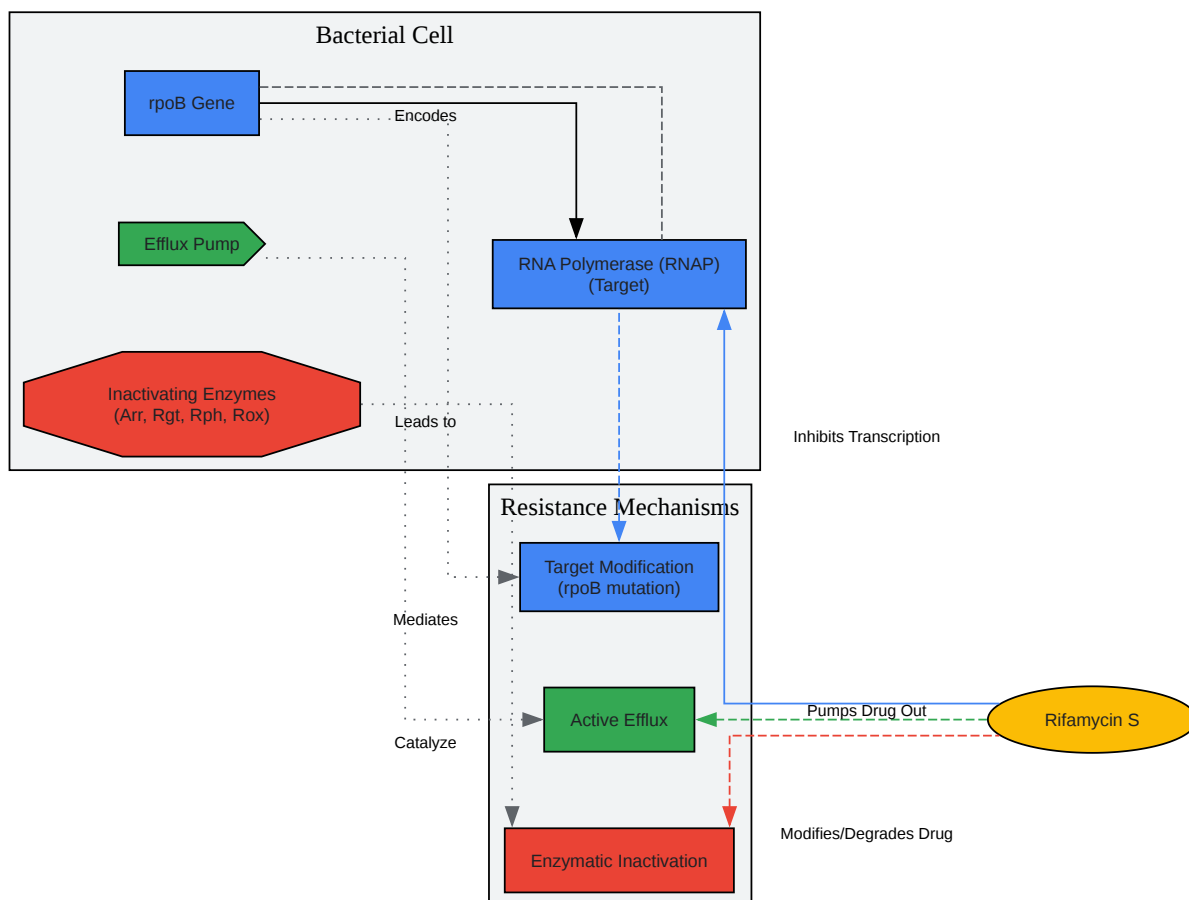 Bacterial Cell
rpoB Gene
Encodes
Efflux Pump
RNA Polymerase (RNAP)
(Target)
Inactivating Enzymes
(Arr, Rgt, Rph, Rox)
Leads to
Inhibits Transcription
Resistance Mechanisms
Target Modification
(rpoB mutation)
Mediates
Active Efflux
Pumps Drug Out
Rifamycin S
Catalyze
Modifies/Degrades Drug
Enzymatic Inactivation